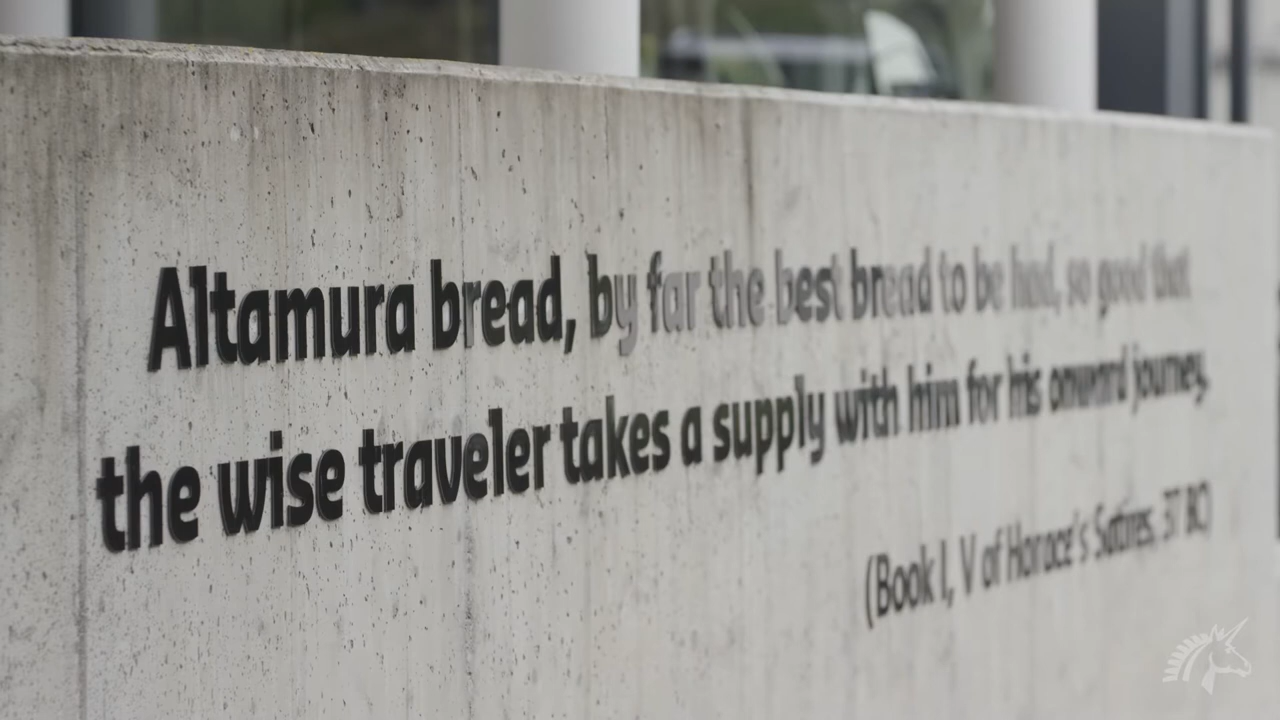 Altamura bread, by far the best bread to be had, so good that
the wise traveler takes a supply with him for his onward journey.
(Book I, V of Horace's Satires, 37 BC)